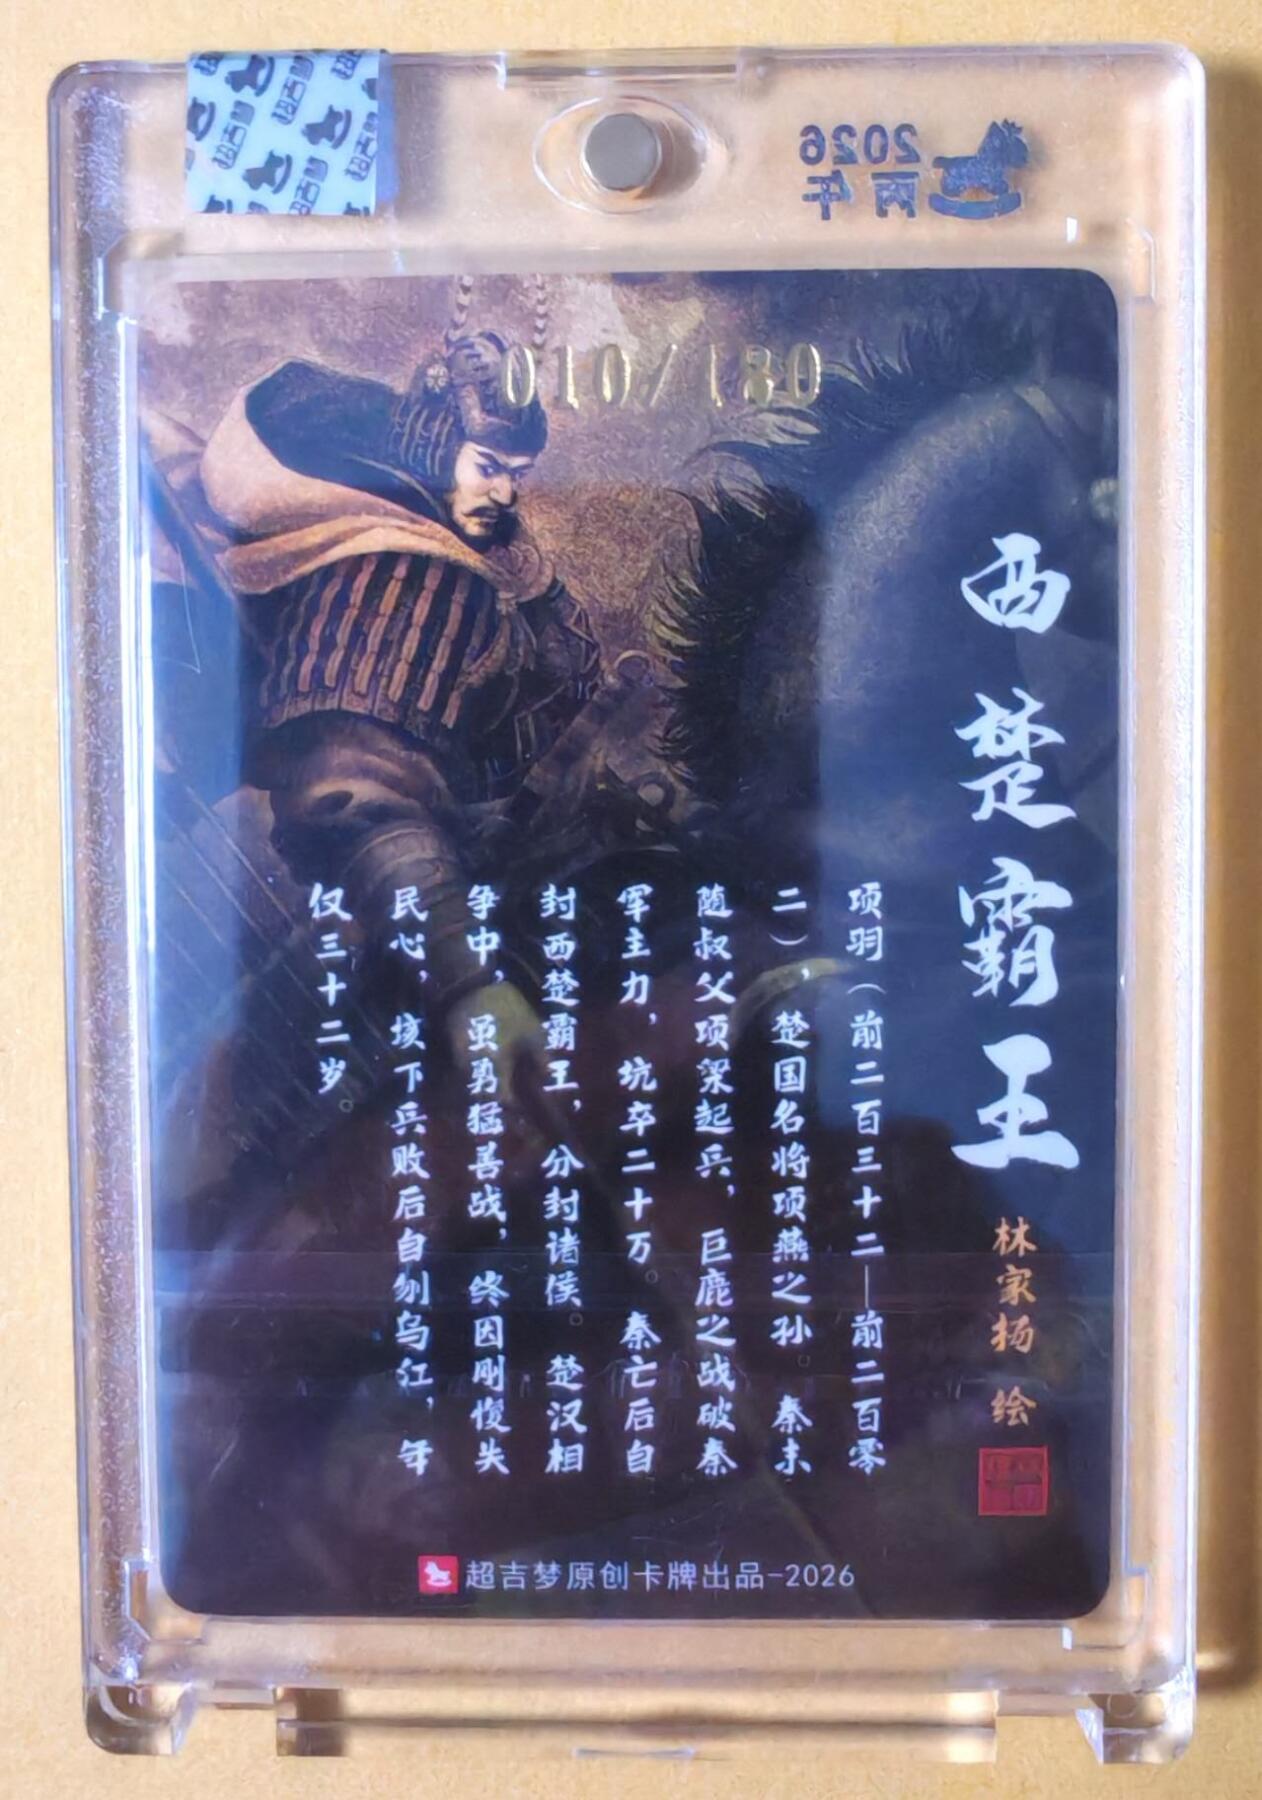 2026
丙午
010/180
西楚霸王
林家扬 绘
项羽（前二百三十二—前二百零
二），楚国名将项燕之孙。秦末
随叔父项梁起兵，巨鹿之战破秦
军主力，坑卒二十万。秦亡后自
封西楚霸王，分封诸侯。楚汉相
争中，虽勇猛善战，终因刚愎失
民心，垓下兵败后自刎乌江，年
仅三十二岁。
超吉梦原创卡牌出品-2026